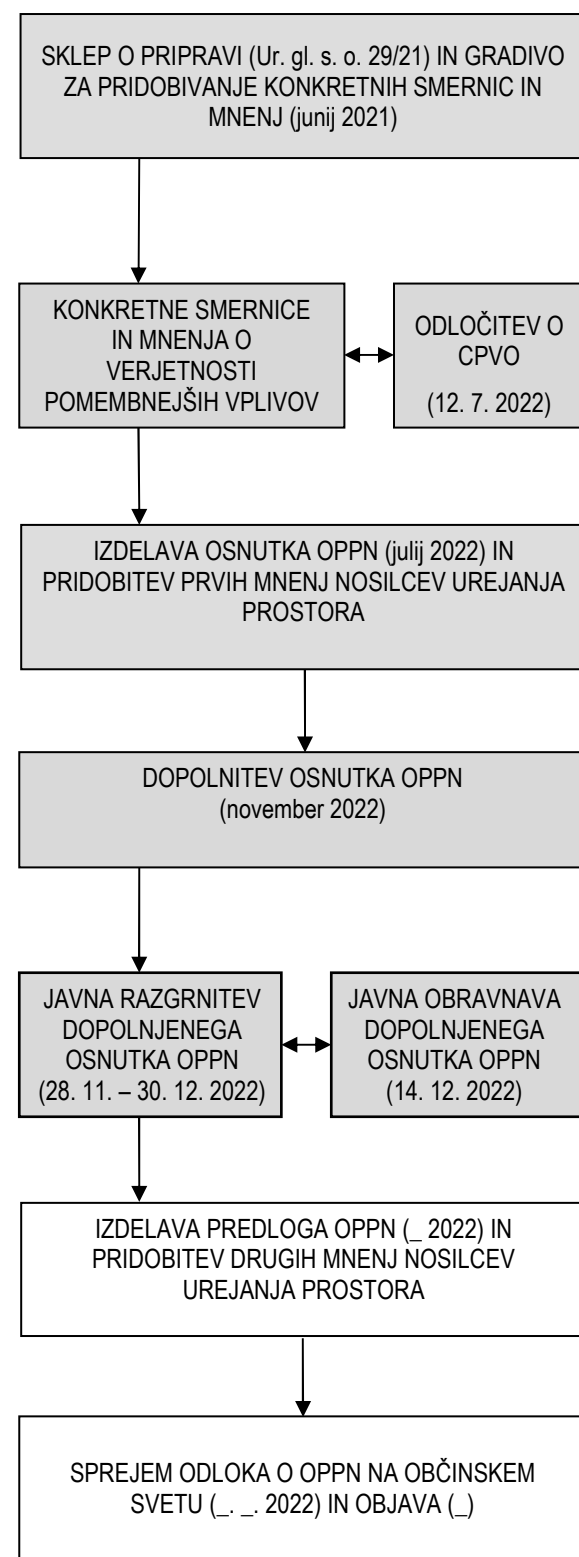 SKLEP O PRIPRAVI (Ur. gl. s. o. 29/21) IN GRADIVO
ZA PRIDOBIVANJE KONKRETNIH SMERNIC IN
MNENJ (junij 2021)
KONKRETNE SMERNICE
IN MNENJA O
VERJETNOSTI
POMEMBNEJŠIH VPLIVOV
ODLOČITEV O
CPVO
(12. 7. 2022)
IZDELAVA OSNUTKA OPPN (julij 2022) IN
PRIDOBITEV PRVIH MNENJ NOSILCEV UREJANJA
PROSTORA
DOPOLNITEV OSNUTKA OPPN
(november 2022)
JAVNA RAZGRNITEV
DOPOLNJENEGA
OSNUTKA OPPN
(28. 11. – 30. 12. 2022)
JAVNA OBRAVNAVA
DOPOLNJENEGA
OSNUTKA OPPN
(14. 12. 2022)
IZDELAVA PREDLOGA OPPN (_ 2022) IN
PRIDOBITEV DRUGIH MNENJ NOSILCEV
UREJANJA PROSTORA
SPREJEM ODLOKA O OPPN NA OBČINSKEM
SVETU (_. _. 2022) IN OBJAVA (_)